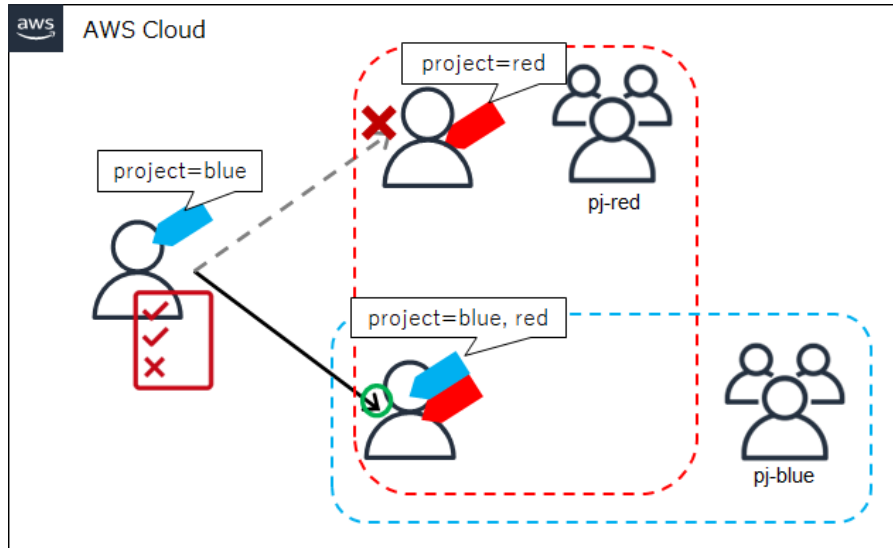 aws
AWS Cloud
project=red
project=blue
pj-red
project=blue, red
pj-blue